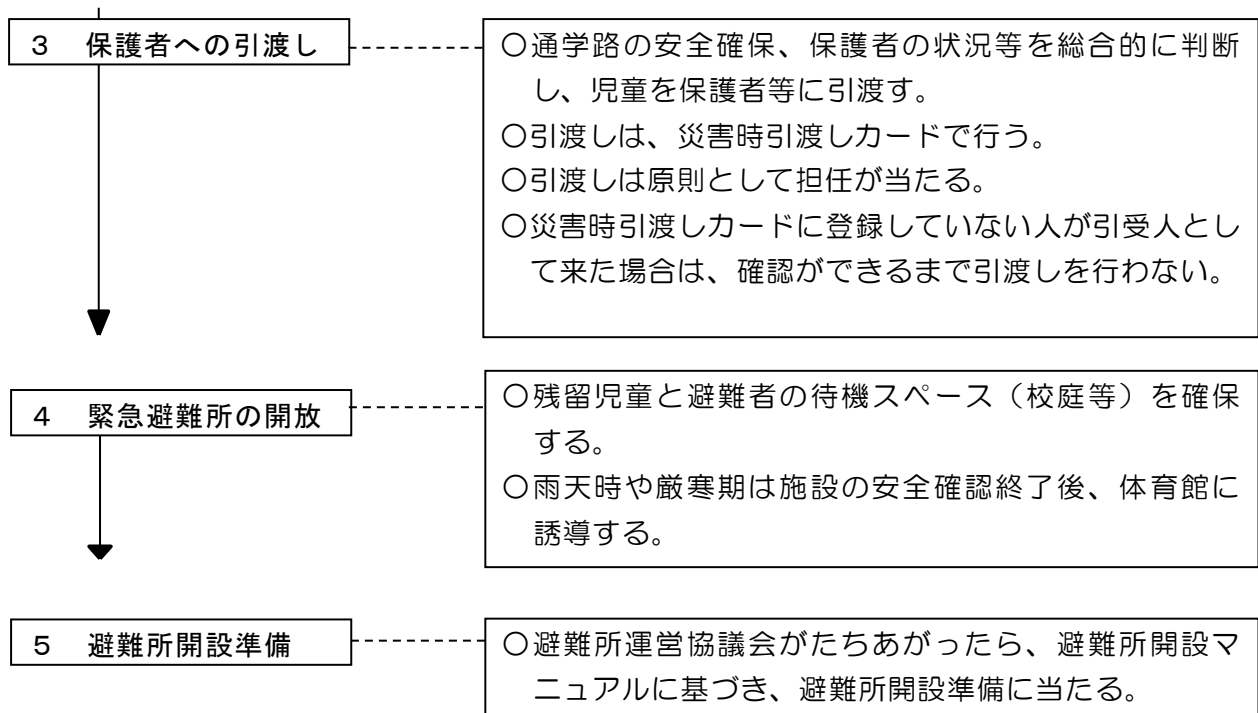 3　保護者への引渡し
〇通学路の安全確保、保護者の状況等を総合的に判断
し、児童を保護者等に引渡す。
〇引渡しは、災害時引渡しカードで行う。
〇引渡しは原則として担任が当たる。
〇災害時引渡しカードに登録していない人が引受人とし
て来た場合は、確認ができるまで引渡しを行わない。
4　緊急避難所の開放
〇残留児童と避難者の待機スペース（校庭等）を確保
する。
〇雨天時や厳寒期は施設の安全確認終了後、体育館に
誘導する。
5　避難所開設準備
〇避難所運営協議会がたちあがったら、避難所開設マ
ニュアルに基づき、避難所開設準備に当たる。